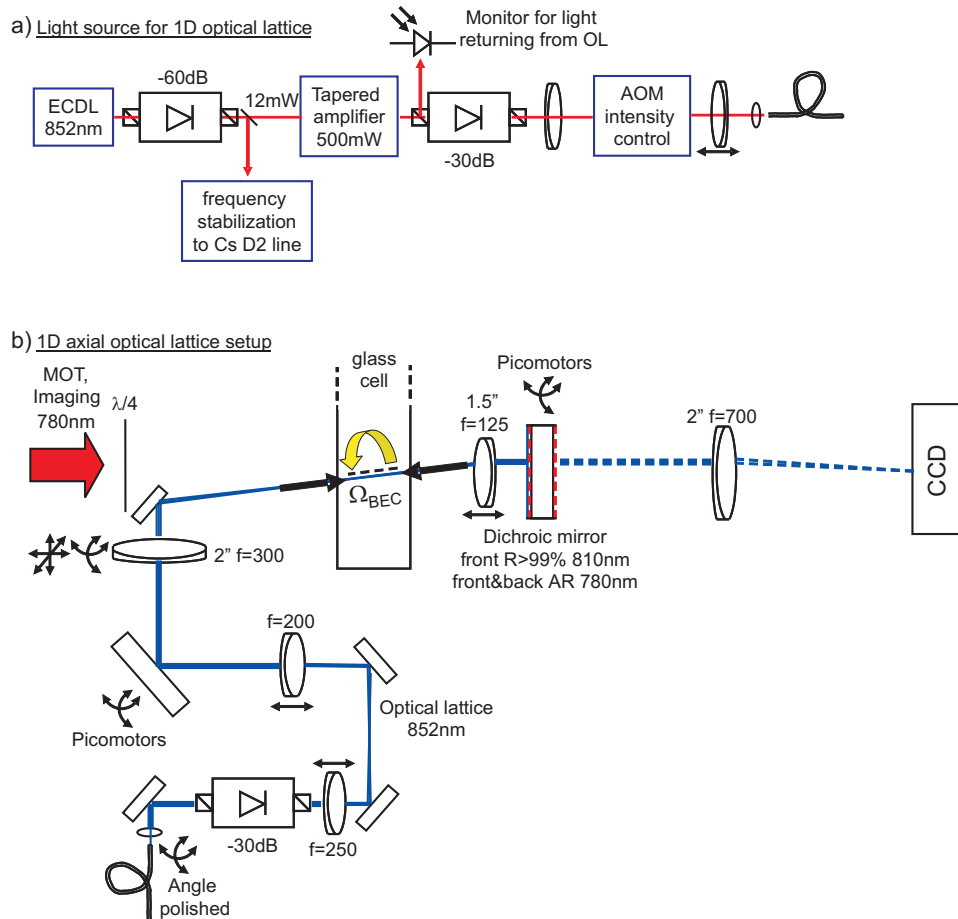 a) Light source for 1D optical lattice
Monitor for light
returning from OL
ECDL
852nm
-60dB
12mW
Tapered
amplifier
500mW
-30dB
AOM
intensity
control
frequency
stabilization
to Cs D2 line
b) 1D axial optical lattice setup
MOT,
Imaging
780nm
λ/4
glass
cell
Ω_BEC
1.5”
f=125
Picomotors
2” f=700
CCD
Dichroic mirror
front R>99% 810nm
front&back AR 780nm
2” f=300
f=200
Picomotors
Optical lattice
852nm
-30dB
f=250
Angle
polished